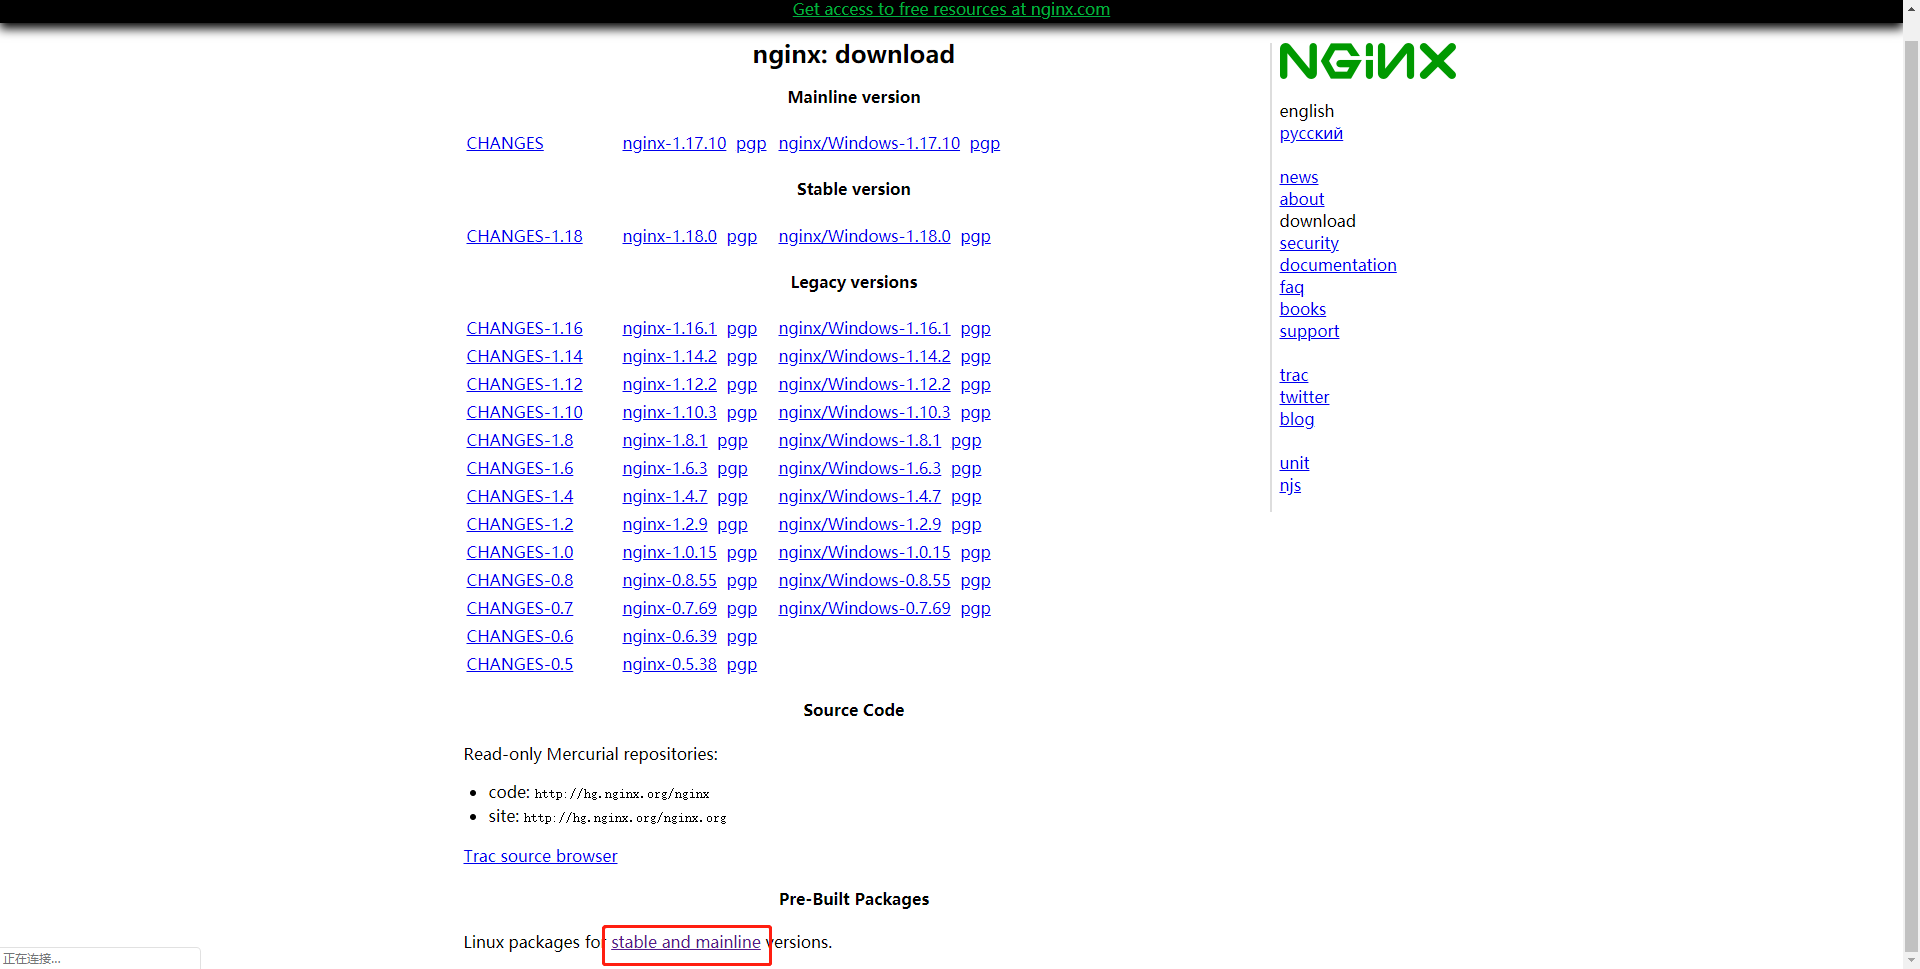 Get access to free resources at nginx.com
nginx: download
Mainline version
CHANGES nginx-1.17.10 pgp nginx/Windows-1.17.10 pgp
Stable version
CHANGES-1.18 nginx-1.18.0 pgp nginx/Windows-1.18.0 pgp
Legacy versions
CHANGES-1.16 nginx-1.16.1 pgp nginx/Windows-1.16.1 pgp
CHANGES-1.14 nginx-1.14.2 pgp nginx/Windows-1.14.2 pgp
CHANGES-1.12 nginx-1.12.2 pgp nginx/Windows-1.12.2 pgp
CHANGES-1.10 nginx-1.10.3 pgp nginx/Windows-1.10.3 pgp
CHANGES-1.8 nginx-1.8.1 pgp nginx/Windows-1.8.1 pgp
CHANGES-1.6 nginx-1.6.3 pgp nginx/Windows-1.6.3 pgp
CHANGES-1.4 nginx-1.4.7 pgp nginx/Windows-1.4.7 pgp
CHANGES-1.2 nginx-1.2.9 pgp nginx/Windows-1.2.9 pgp
CHANGES-1.0 nginx-1.0.15 pgp nginx/Windows-1.0.15 pgp
CHANGES-0.8 nginx-0.8.55 pgp nginx/Windows-0.8.55 pgp
CHANGES-0.7 nginx-0.7.69 pgp nginx/Windows-0.7.69 pgp
CHANGES-0.6 nginx-0.6.39 pgp
CHANGES-0.5 nginx-0.5.38 pgp
Source Code
Read-only Mercurial repositories:
code: http://hg.nginx.org/nginx
site: http://hg.nginx.org/nginx.org
Trac source browser
Pre-Built Packages
Linux packages for stable and mainline versions.
NGINX
english
русский
news
about
download
security
documentation
faq
books
support
trac
twitter
blog
unit
njs
正在连接...